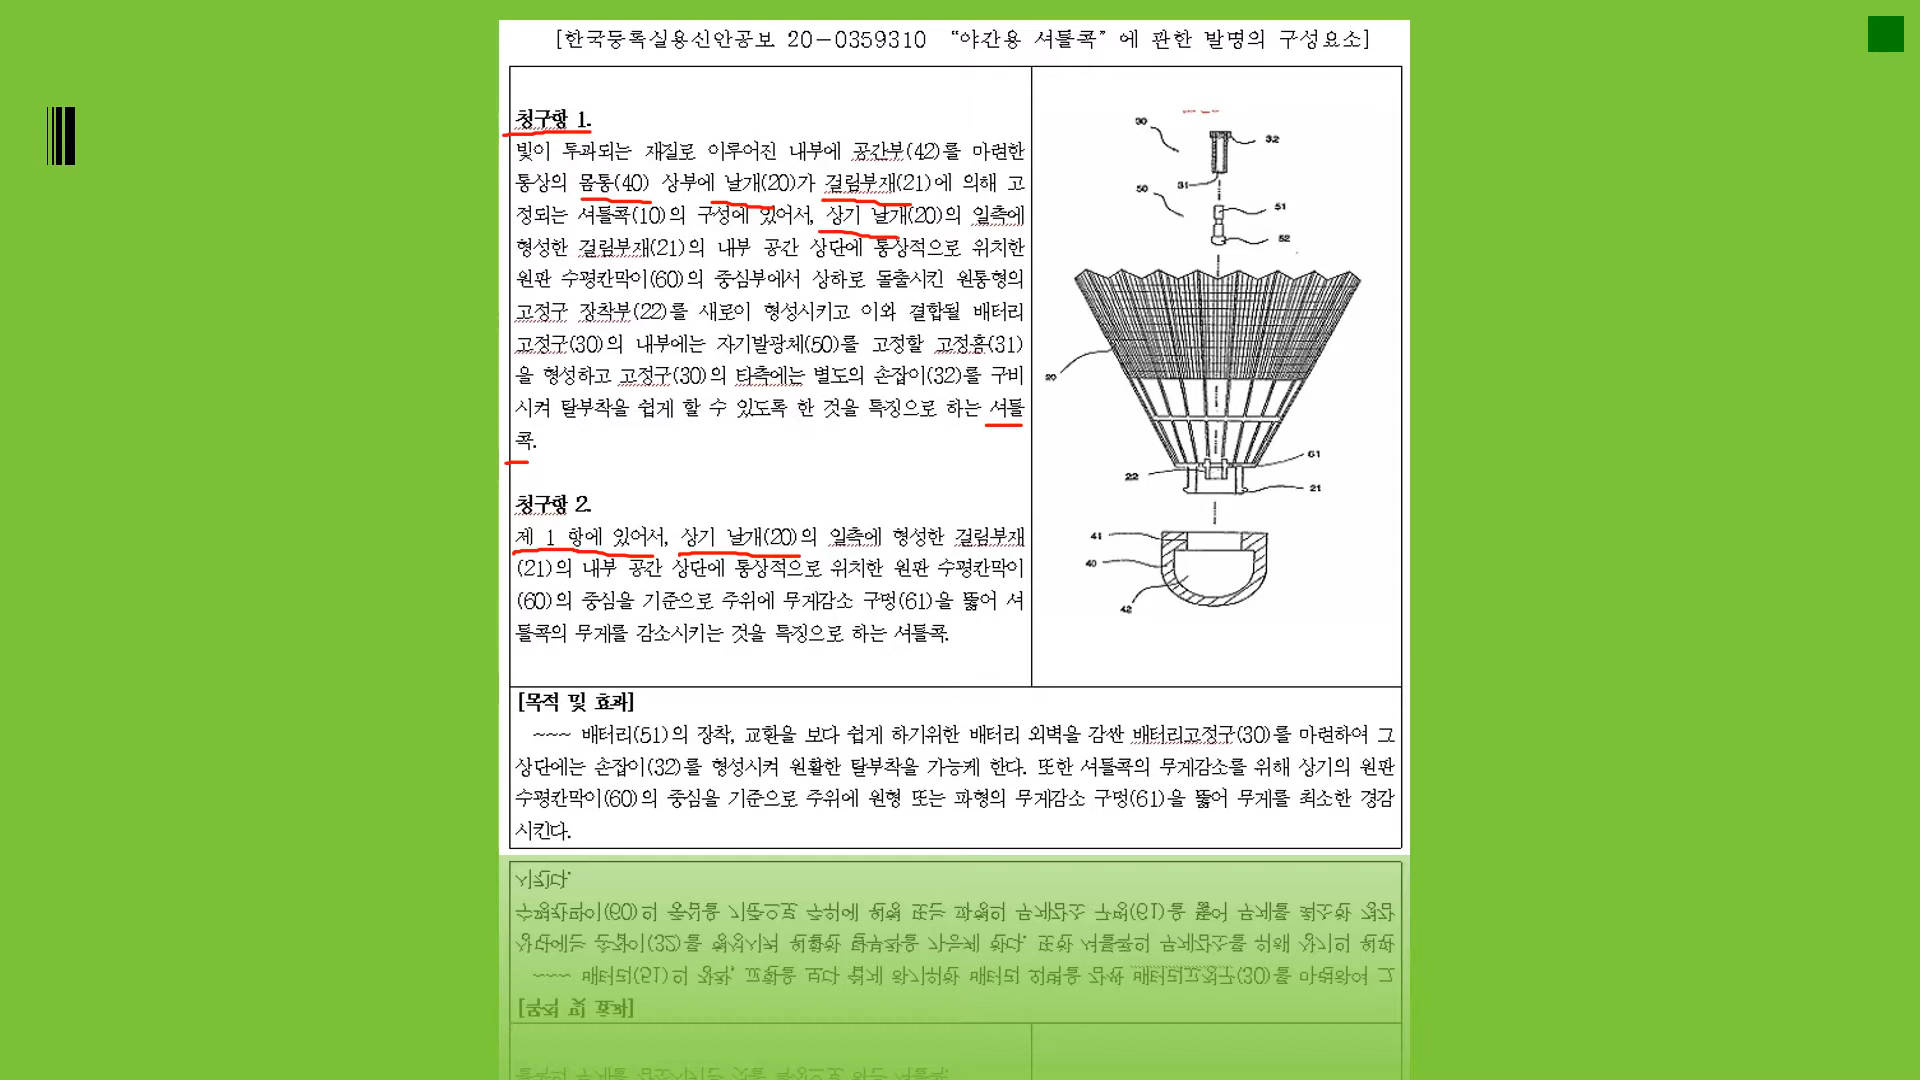 [한국등록실용신안공보 20-0359310 “야간용 셔틀콕”에 관한 발명의 구성요소]
청구항 1.
빛이 투과되는 재질로 이루어진 내부에 공간부(42)를 마련한
통상의 몸통(40) 상부에 날개(20)가 걸림부재(21)에 의해 고
정되는 셔틀콕(10)의 구성에 있어서, 상기 날개(20)의 일측에
형성한 걸림부재(21)의 내부 공간 상단에 통상적으로 위치한
원판 수평칸막이(60)의 중심부에서 상하로 돌출시킨 원통형의
고정구 장착부(22)를 새로이 형성시키고 이와 결합될 배터리
고정구(30)의 내부에는 자기발광체(50)를 고정할 고정홈(31)
을 형성하고 고정구(30)의 타측에는 별도의 손잡이(32)를 구비
시켜 탈부착을 쉽게 할 수 있도록 한 것을 특징으로 하는 셔틀
콕.
청구항 2.
제 1 항에 있어서, 상기 날개(20)의 일측에 형성한 걸림부재
(21)의 내부 공간 상단에 통상적으로 위치한 원판 수평칸막이
(60)의 중심을 기준으로 주위에 무게감소 구멍(61)을 뚫어 셔
틀콕의 무게를 감소시키는 것을 특징으로 하는 셔틀콕.
30
32
31
50
51
52
20
61
22
21
41
40
42
[목적 및 효과]
~~~ 배터리(51)의 장착, 교환을 보다 쉽게 하기위한 배터리 외벽을 감싼 배터리고정구(30)를 마련하여 그
상단에는 손잡이(32)를 형성시켜 원활한 탈부착을 가능케 한다. 또한 셔틀콕의 무게감소를 위해 상기의 원판
수평칸막이(60)의 중심을 기준으로 주위에 원형 또는 파형의 무게감소 구멍(61)을 뚫어 무게를 최소한 경감
시킨다.